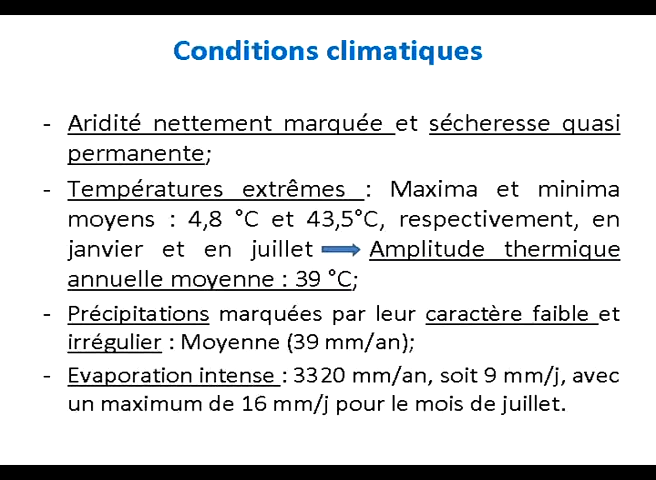 Conditions climatiques
- Aridité nettement marquée et sécheresse quasi
permanente;
- Températures extrêmes : Maxima et minima
moyens : 4,8 °C et 43,5°C, respectivement, en
janvier et en juillet ⟹ Amplitude thermique
annuelle moyenne : 39 °C;
- Précipitations marquées par leur caractère faible et
irrégulier : Moyenne (39 mm/an);
- Evaporation intense : 3320 mm/an, soit 9 mm/j, avec
un maximum de 16 mm/j pour le mois de juillet.